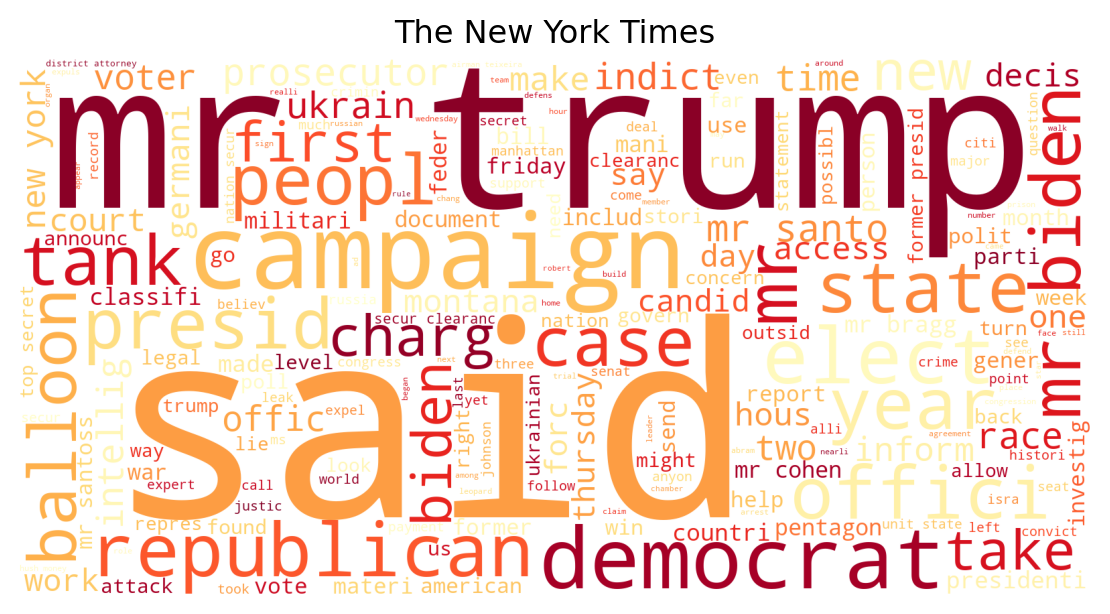 The New York Times
district attorney
mr trump
voter
prosecutor
make
indict
time
new
decis
even
around
team
realli
ukrain
defens
hour
secret
far
new york
first
wednesday
russian
sign
much
bill
deal
use
question
walk
record
germani
peopl
feder
friday
manhattan
mani
clearanc
say
run
statement
possibl
person
former presid
citi
major
mr biden
nation secur
support
come
member
rule
chang
need
court
militari
document
includ
stori
mr
santo
number
month
polit
announc
tank
go
campaign
day
access
parti
concern
robert
build
home
state
classifi
believ
montana
candid
mr
top secret
balloon
presid
secur clearanc
nation
govern
outsid
mr bragg
week
one
turn
charg
case
elect
face
still
see
legal
made
level
congress
next
three
senat
crime
gener
point
intellig
poll
leak
began
last
trial
report
year
trump
offic
expel
biden
yet
right
ukrainian
forc
thursday
said
hous
back
alli
lie
ms
johnson
leader
send
two
inform
agreement
nearli
race
histori
mr santoss
way
war
look
among
might
abram
mr cohen
allow
investig
expert
call
world
follow
anyon
chamber
help
offici
isra
seat
justic
leopard
claim
repres
found
former
win
countri
pentagon
unit state
left
convict
republican
us
democrat
take
work
attack
took
vote
materi
american
presidenti